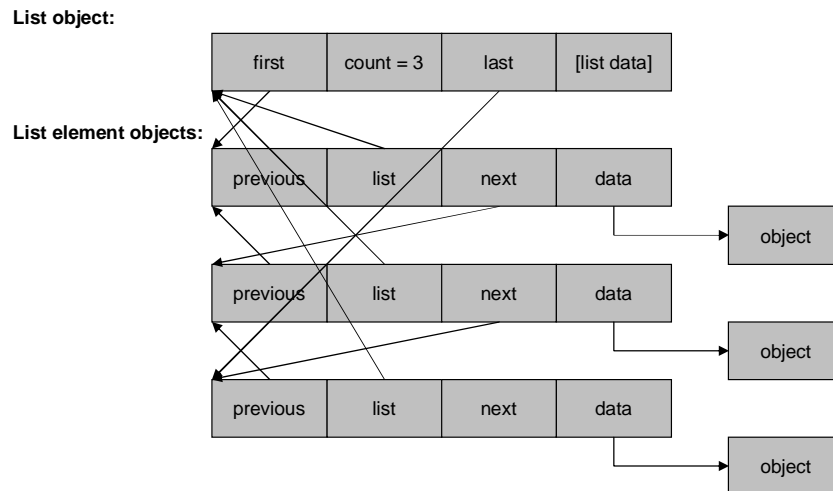 List object:
first count = 3 last [list data]
List element objects:
previous list next data
object
previous list next data
object
previous list next data
object